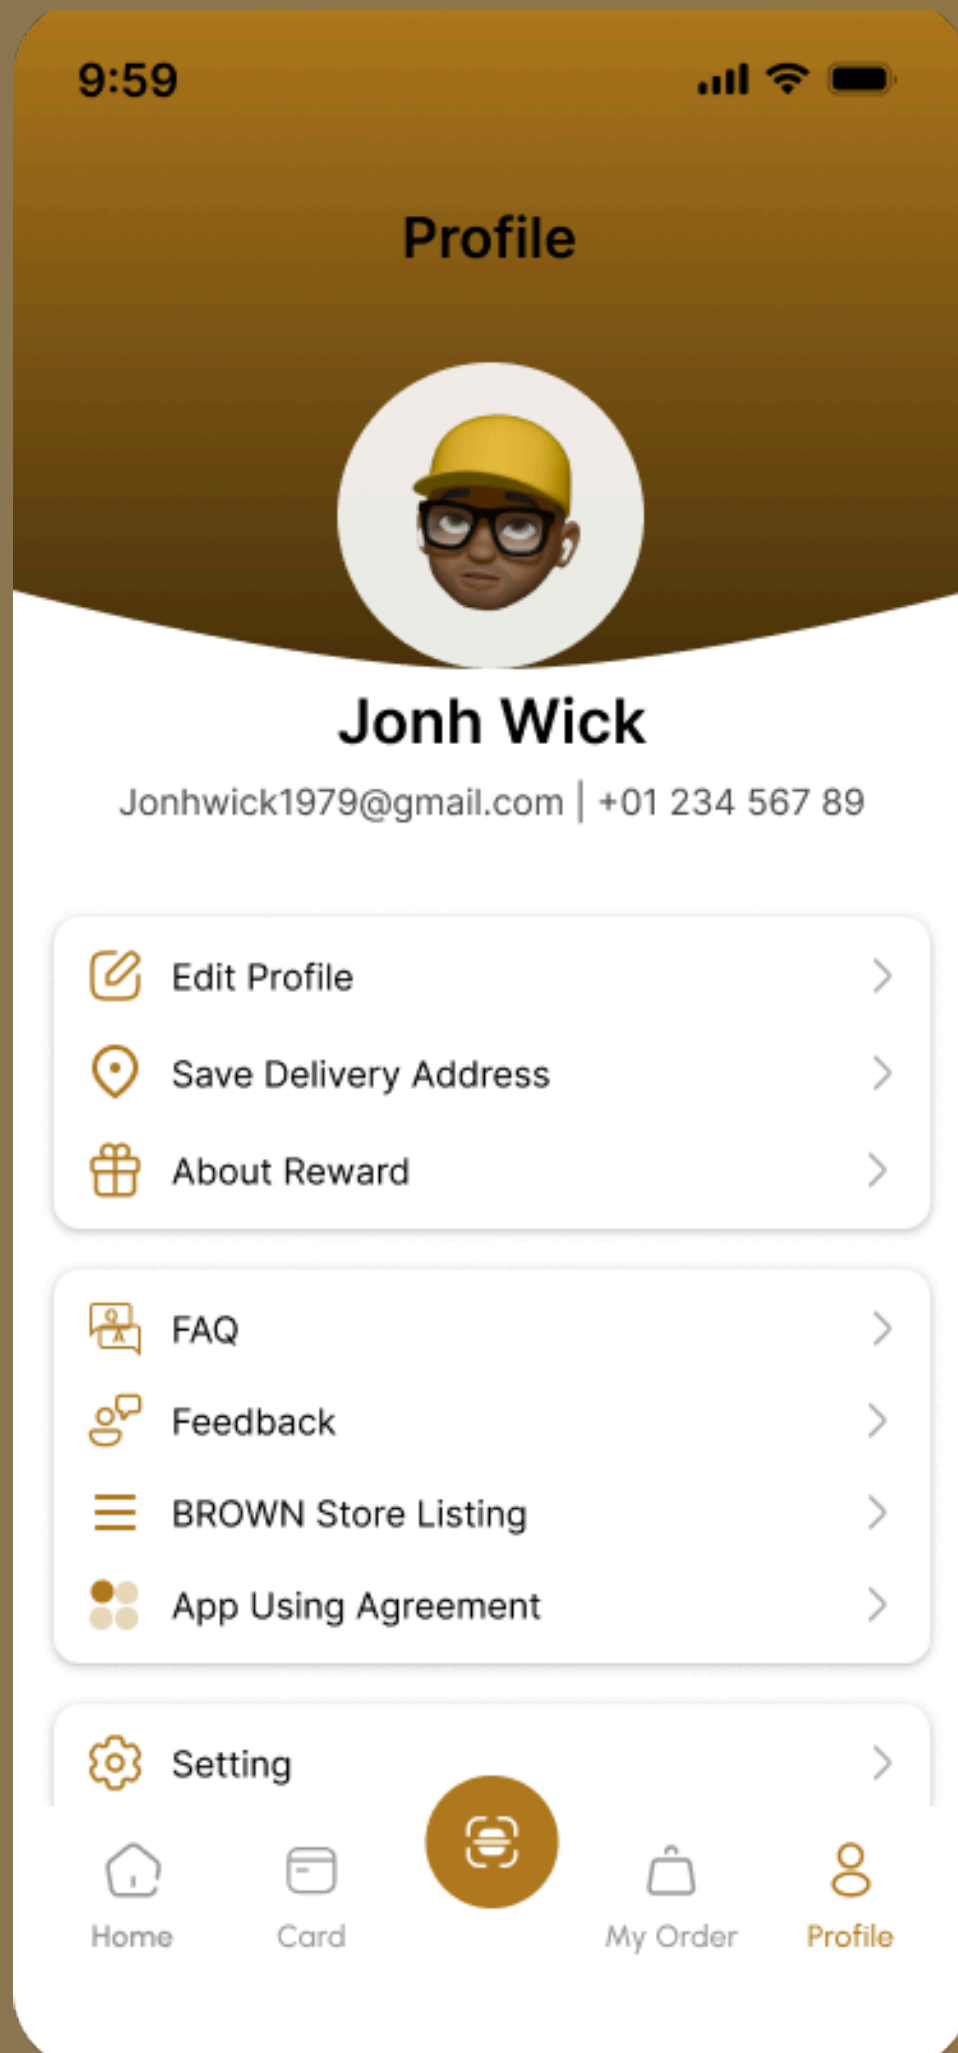 9:59
Profile
Jonh Wick
Jonhwick1979@gmail.com | +01 234 567 89
Edit Profile
Save Delivery Address
About Reward
Q
A
FAQ
Feedback
BROWN Store Listing
App Using Agreement
Setting
Home
Card
My Order
Profile